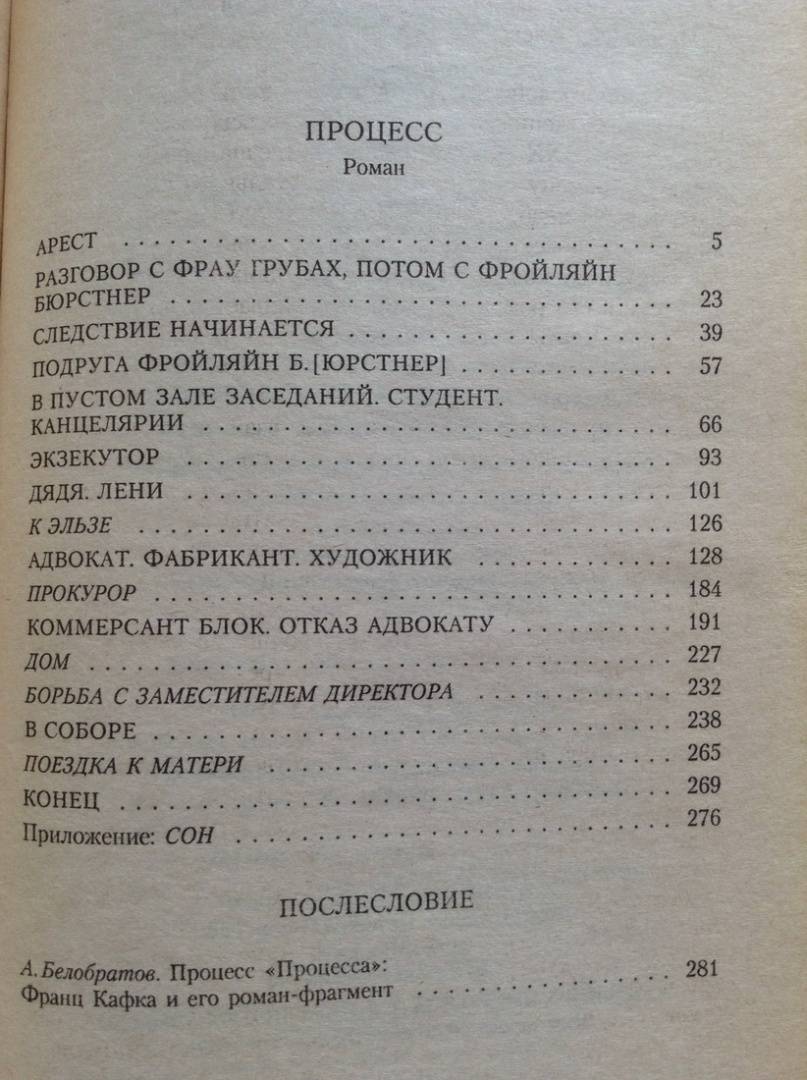 ПРОЦЕСС
Роман
АРЕСТ . . . . . . . . . . . . . . . . . . . . . . . . . . . . . . . . . 5
РАЗГОВОР С ФРАУ ГРУБАХ, ПОТОМ С ФРОЙЛЯЙН
БЮРСТНЕР . . . . . . . . . . . . . . . . . . . . . . . . . . . . . . 23
СЛЕДСТВИЕ НАЧИНАЕТСЯ . . . . . . . . . . . . . . . . . . . . 39
ПОДРУГА ФРОЙЛЯЙН Б.[ЮРСТНЕР] . . . . . . . . . . . . . . 57
В ПУСТОМ ЗАЛЕ ЗАСЕДАНИЙ. СТУДЕНТ.
КАНЦЕЛЯРИИ . . . . . . . . . . . . . . . . . . . . . . . . . . . . 66
ЭКЗЕКУТОР . . . . . . . . . . . . . . . . . . . . . . . . . . . . . 93
ДЯДЯ. ЛЕНИ . . . . . . . . . . . . . . . . . . . . . . . . . . . . . 101
К ЭЛЬЗЕ . . . . . . . . . . . . . . . . . . . . . . . . . . . . . . . . 126
АДВОКАТ. ФАБРИКАНТ. ХУДОЖНИК . . . . . . . . . . . . 128
ПРОКУРОР . . . . . . . . . . . . . . . . . . . . . . . . . . . . . . . 184
КОММЕРСАНТ БЛОК. ОТКАЗ АДВОКАТУ . . . . . . . . . . 191
ДОМ . . . . . . . . . . . . . . . . . . . . . . . . . . . . . . . . . . . 227
БОРЬБА С ЗАМЕСТИТЕЛЕМ ДИРЕКТОРА . . . . . . . . . . . . 232
В СОБОРЕ . . . . . . . . . . . . . . . . . . . . . . . . . . . . . . . 238
ПОЕЗДКА К МАТЕРИ . . . . . . . . . . . . . . . . . . . . . . . . 265
КОНЕЦ . . . . . . . . . . . . . . . . . . . . . . . . . . . . . . . . . 269
Приложение: СОН . . . . . . . . . . . . . . . . . . . . . . . . . . 276
ПОСЛЕСЛОВИЕ
А. Белобратов. Процесс «Процесса»:
Франц Кафка и его роман-фрагмент . . . . . . . . . . . . . . . 281